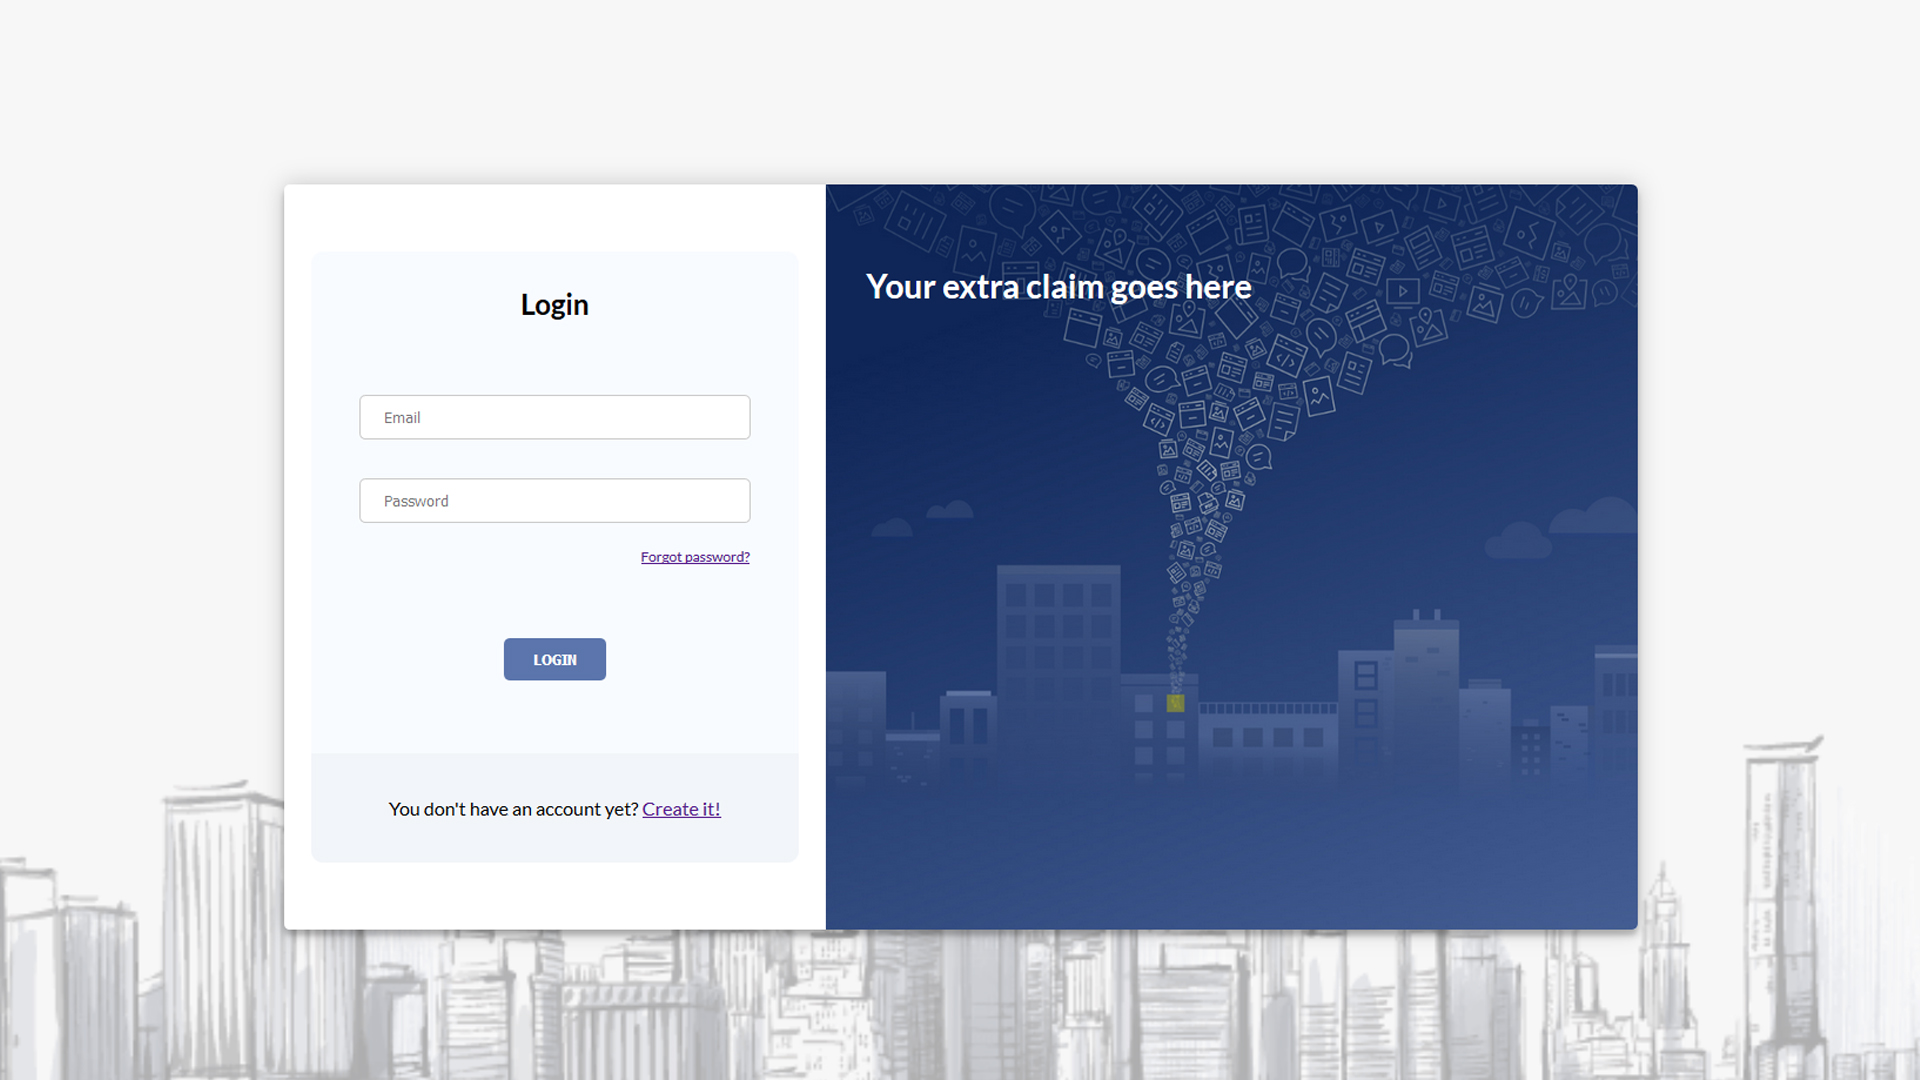 Login
Email
Password
Forgot password?
LOGIN
You don't have an account yet? Create it!
Your extra claim goes here